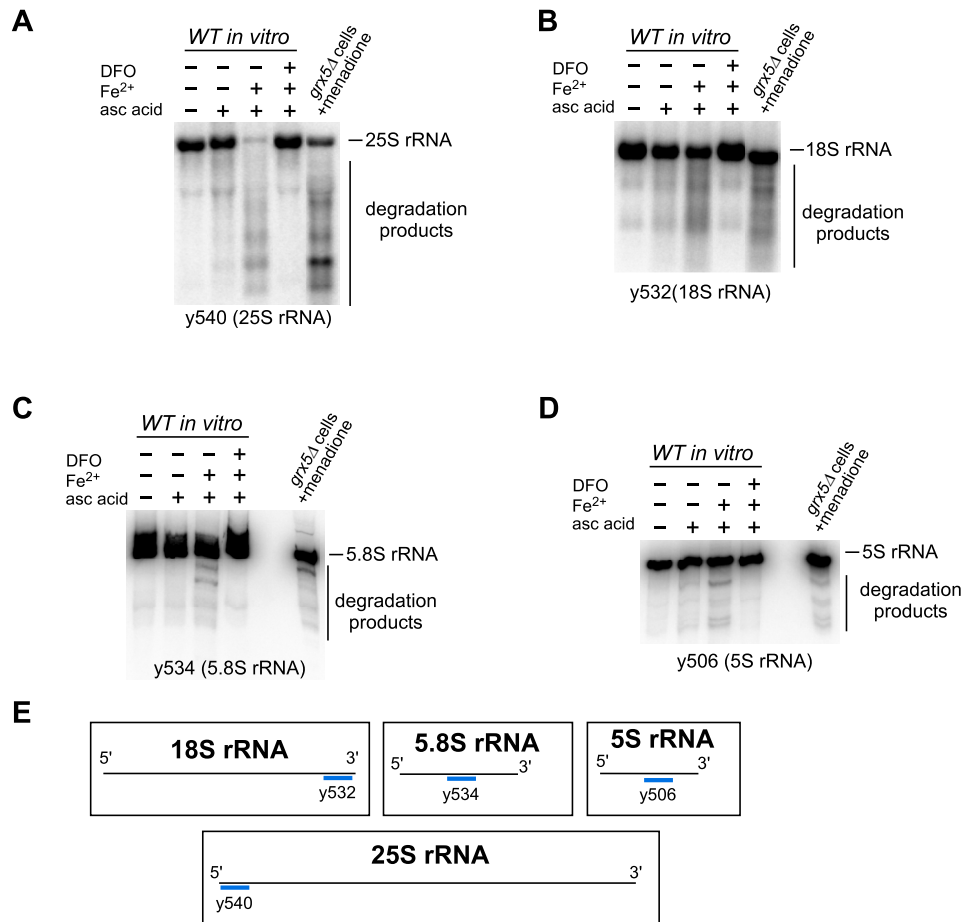 A
WT in vitro
grx5Δ cells
+menadione
DFO – – – +
Fe2+ – – + +
asc acid – + + +
25S rRNA
degradation
products
y540 (25S rRNA)
B
WT in vitro
grx5Δ cells
+menadione
DFO – – – +
Fe2+ – – + +
asc acid – + + +
18S rRNA
degradation
products
y532(18S rRNA)
C
WT in vitro
grx5Δ cells
+menadione
DFO – – – +
Fe2+ – – + +
asc acid – + + +
5.8S rRNA
degradation
products
y534 (5.8S rRNA)
D
WT in vitro
grx5Δ cells
+menadione
DFO – – – +
Fe2+ – – + +
asc acid – + + +
5S rRNA
degradation
products
y506 (5S rRNA)
E
18S rRNA
5' 3'
y532
5.8S rRNA
5' 3'
y534
5S rRNA
5' 3'
y506
25S rRNA
5' 3'
y540